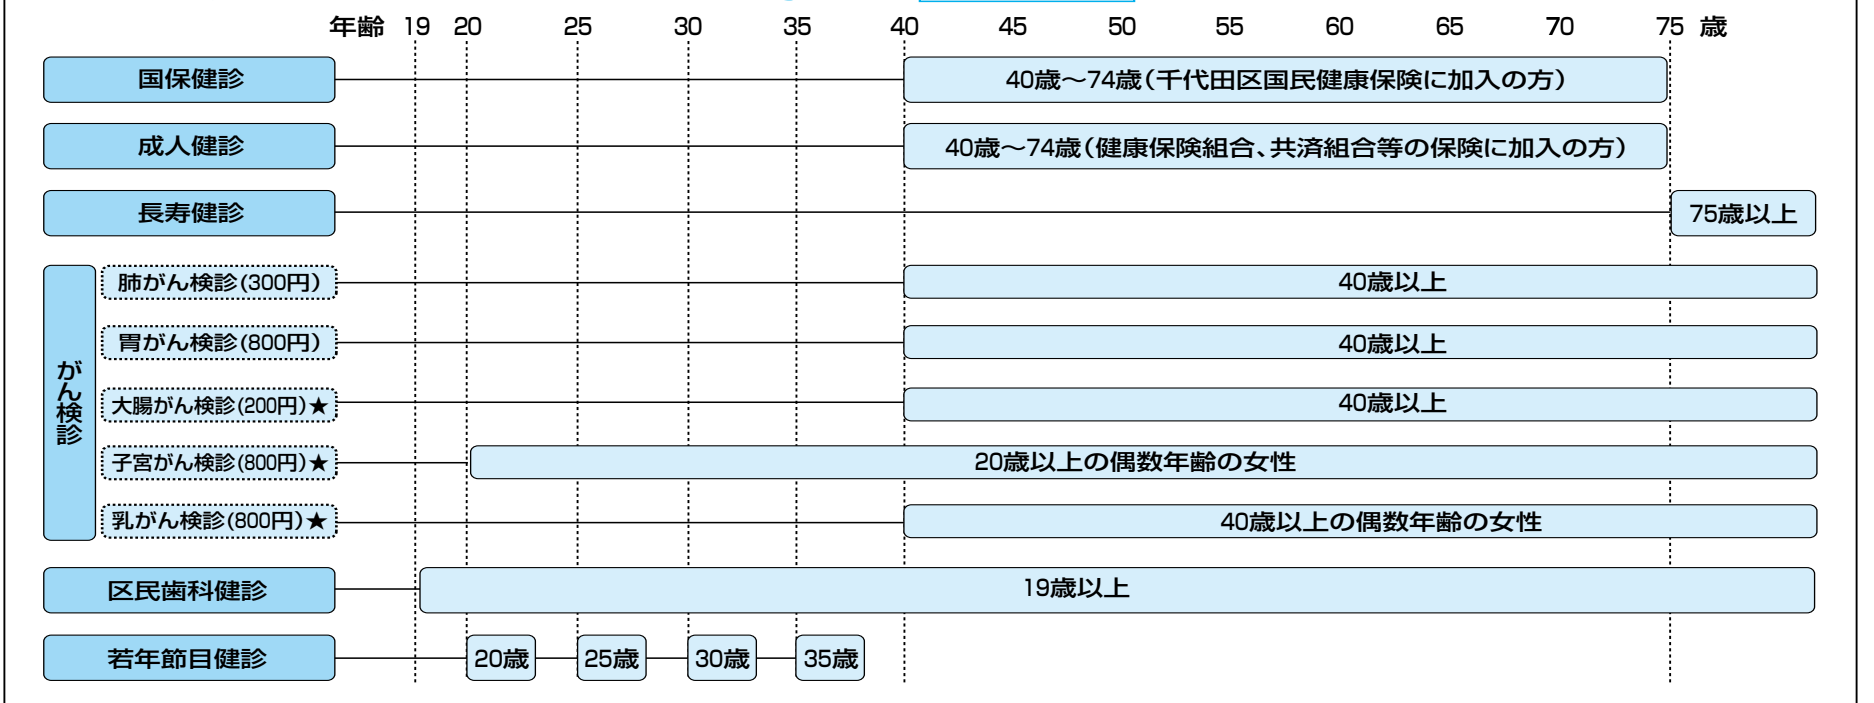 年齢 19 20 25 30 35 40 45 50 55 60 65 70 75 歳
国保健診 40歳～74歳（千代田区国民健康保険に加入の方）
成人健診 40歳～74歳（健康保険組合、共済組合等の保険に加入の方）
長寿健診 75歳以上
がん検診
肺がん検診(300円) 40歳以上
胃がん検診(800円) 40歳以上
大腸がん検診(200円)★ 40歳以上
子宮がん検診(800円)★ 20歳以上の偶数年齢の女性
乳がん検診(800円)★ 40歳以上の偶数年齢の女性
区民歯科健診 19歳以上
若年節目健診 20歳 25歳 30歳 35歳